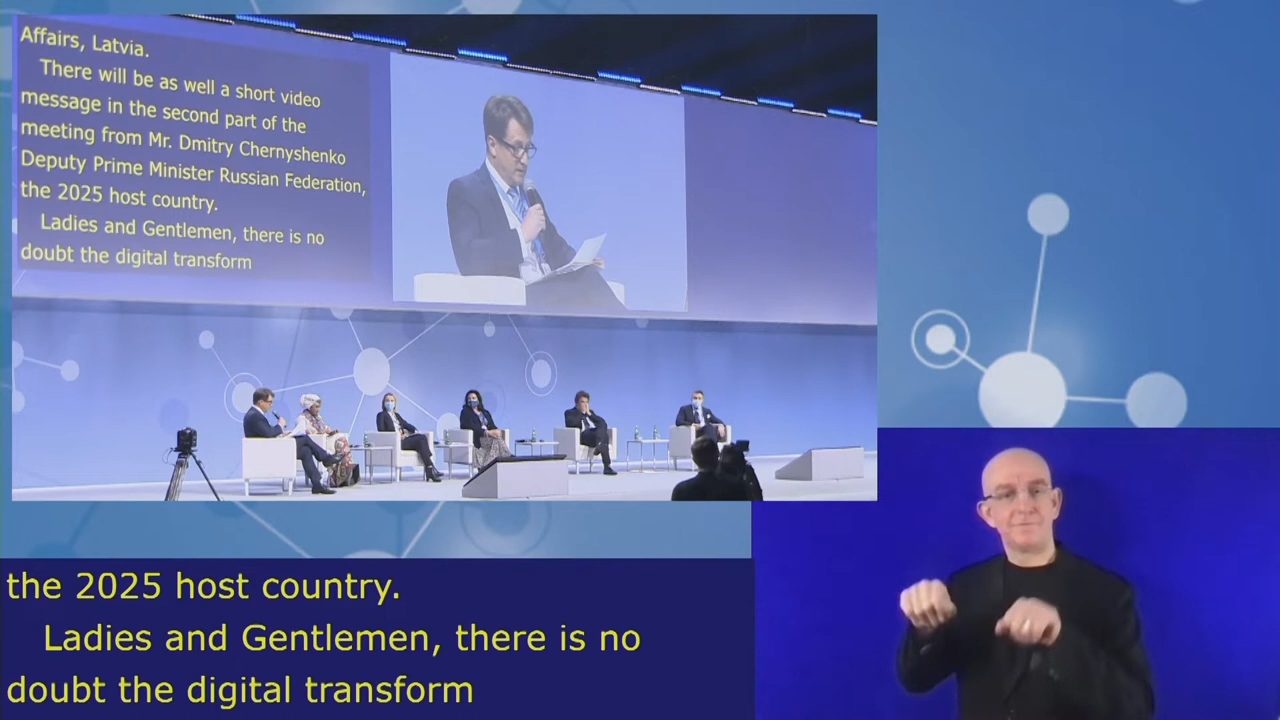 Affairs, Latvia.
There will be as well a short video
message in the second part of the
meeting from Mr. Dmitry Chernyshenko
Deputy Prime Minister Russian Federation,
the 2025 host country.
Ladies and Gentlemen, there is no
doubt the digital transform
the 2025 host country.
Ladies and Gentlemen, there is no
doubt the digital transform